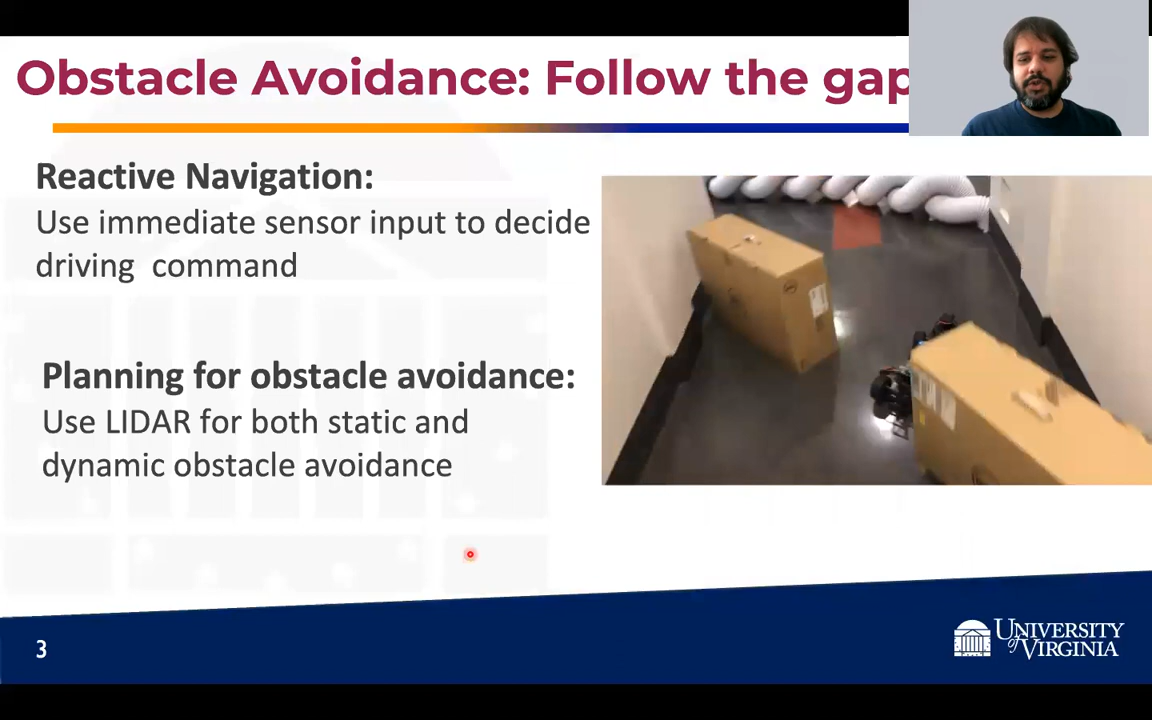 Obstacle Avoidance: Follow the gap
Reactive Navigation:
Use immediate sensor input to decide
driving command
Planning for obstacle avoidance:
Use LIDAR for both static and
dynamic obstacle avoidance
3
UNIVERSITY
of VIRGINIA